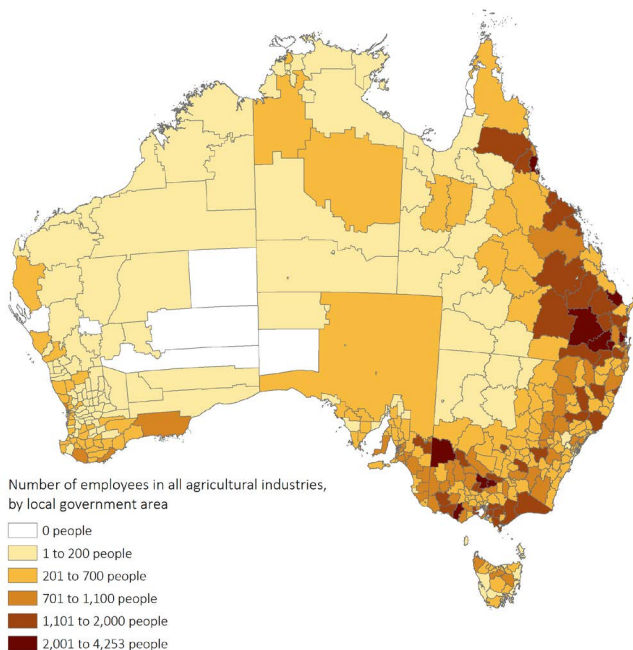 Number of employees in all agricultural industries,
by local government area
0 people
1 to 200 people
201 to 700 people
701 to 1,100 people
1,101 to 2,000 people
2,001 to 4,253 people